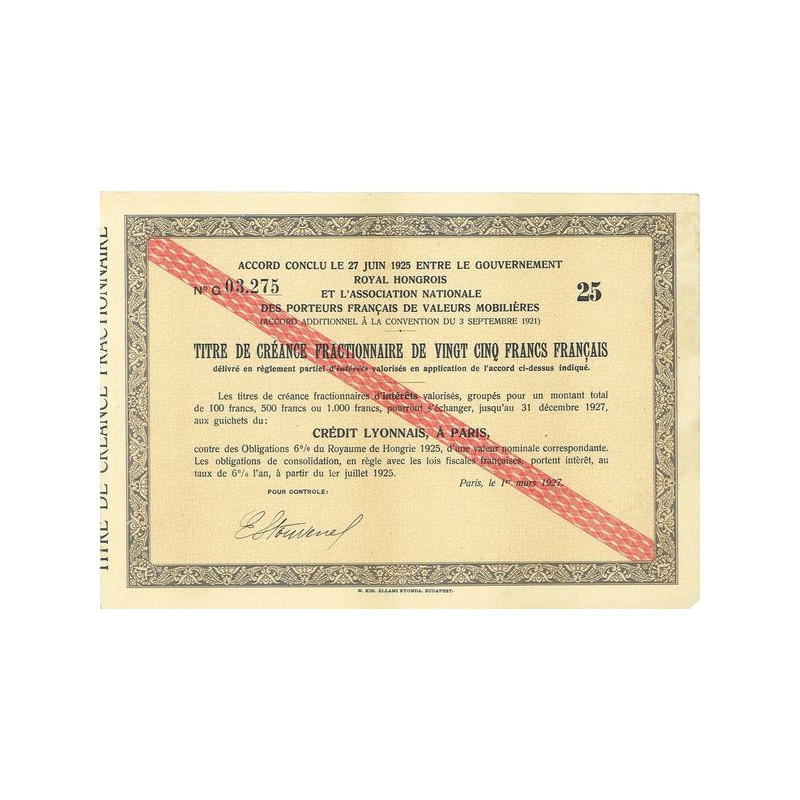 TITRE DE CRÉANCE FRACTIONNAIRE
ACCORD CONCLU LE 27 JUIN 1925 ENTRE LE GOUVERNEMENT
ROYAL HONGROIS
ET L'ASSOCIATION NATIONALE
DES PORTEURS FRANÇAIS DE VALEURS MOBILIÈRES
(ACCORD ADDITIONNEL À LA CONVENTION DU 3 SEPTEMBRE 1921)
No G 03.275
25
TITRE DE CRÉANCE FRACTIONNAIRE DE VINGT CINQ FRANCS FRANÇAIS
délivré en règlement partiel d'intérêts valorisés en application de l'accord ci-dessus indiqué.
Les titres de créance fractionnaires d'intérêts valorisés, groupés pour un montant total
de 100 francs, 500 francs ou 1.000 francs, pourront s'échanger, jusqu'au 31 décembre 1927,
aux guichets du:
CRÉDIT LYONNAIS, À PARIS,
contre des Obligations 6% du Royaume de Hongrie 1925, d'une valeur nominale correspondante.
Les obligations de consolidation, en règle avec les lois fiscales françaises, portent intérêt, au
taux de 6% l'an, à partir du 1er juillet 1925.
Paris, le 1er mars 1927.
POUR CONTROLE:
M. KIR. ÁLLAMI NYOMDA. BUDAPEST.